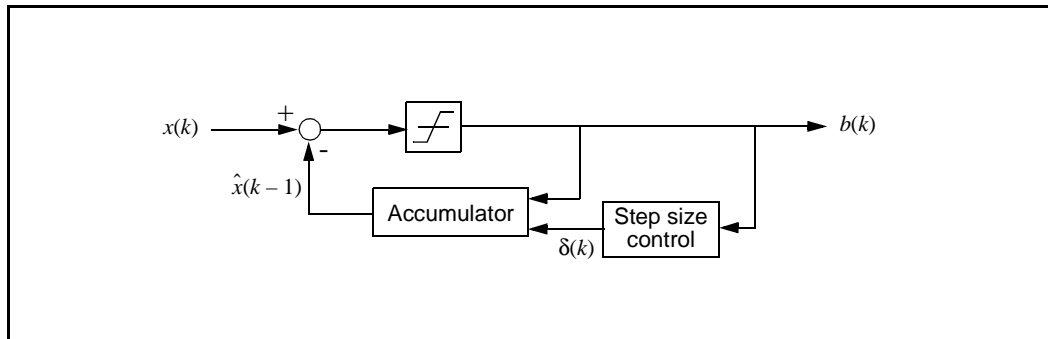 x(k)
+
-
b(k)
x̂(k – 1)
Accumulator
δ(k)
Step size
control